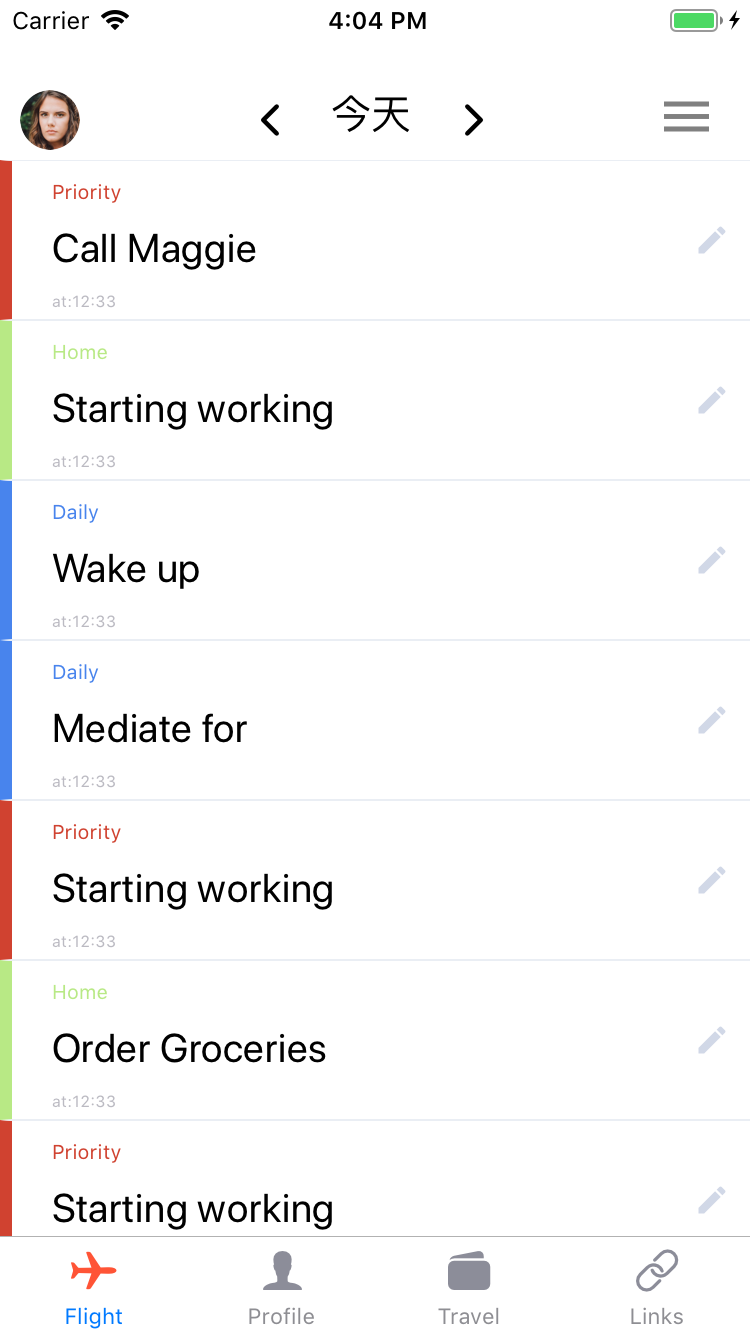 Carrier 4:04 PM
今天
Priority
Call Maggie
at:12:33
Home
Starting working
at:12:33
Daily
Wake up
at:12:33
Daily
Mediate for
at:12:33
Priority
Starting working
at:12:33
Home
Order Groceries
at:12:33
Priority
Starting working
Flight Profile Travel Links